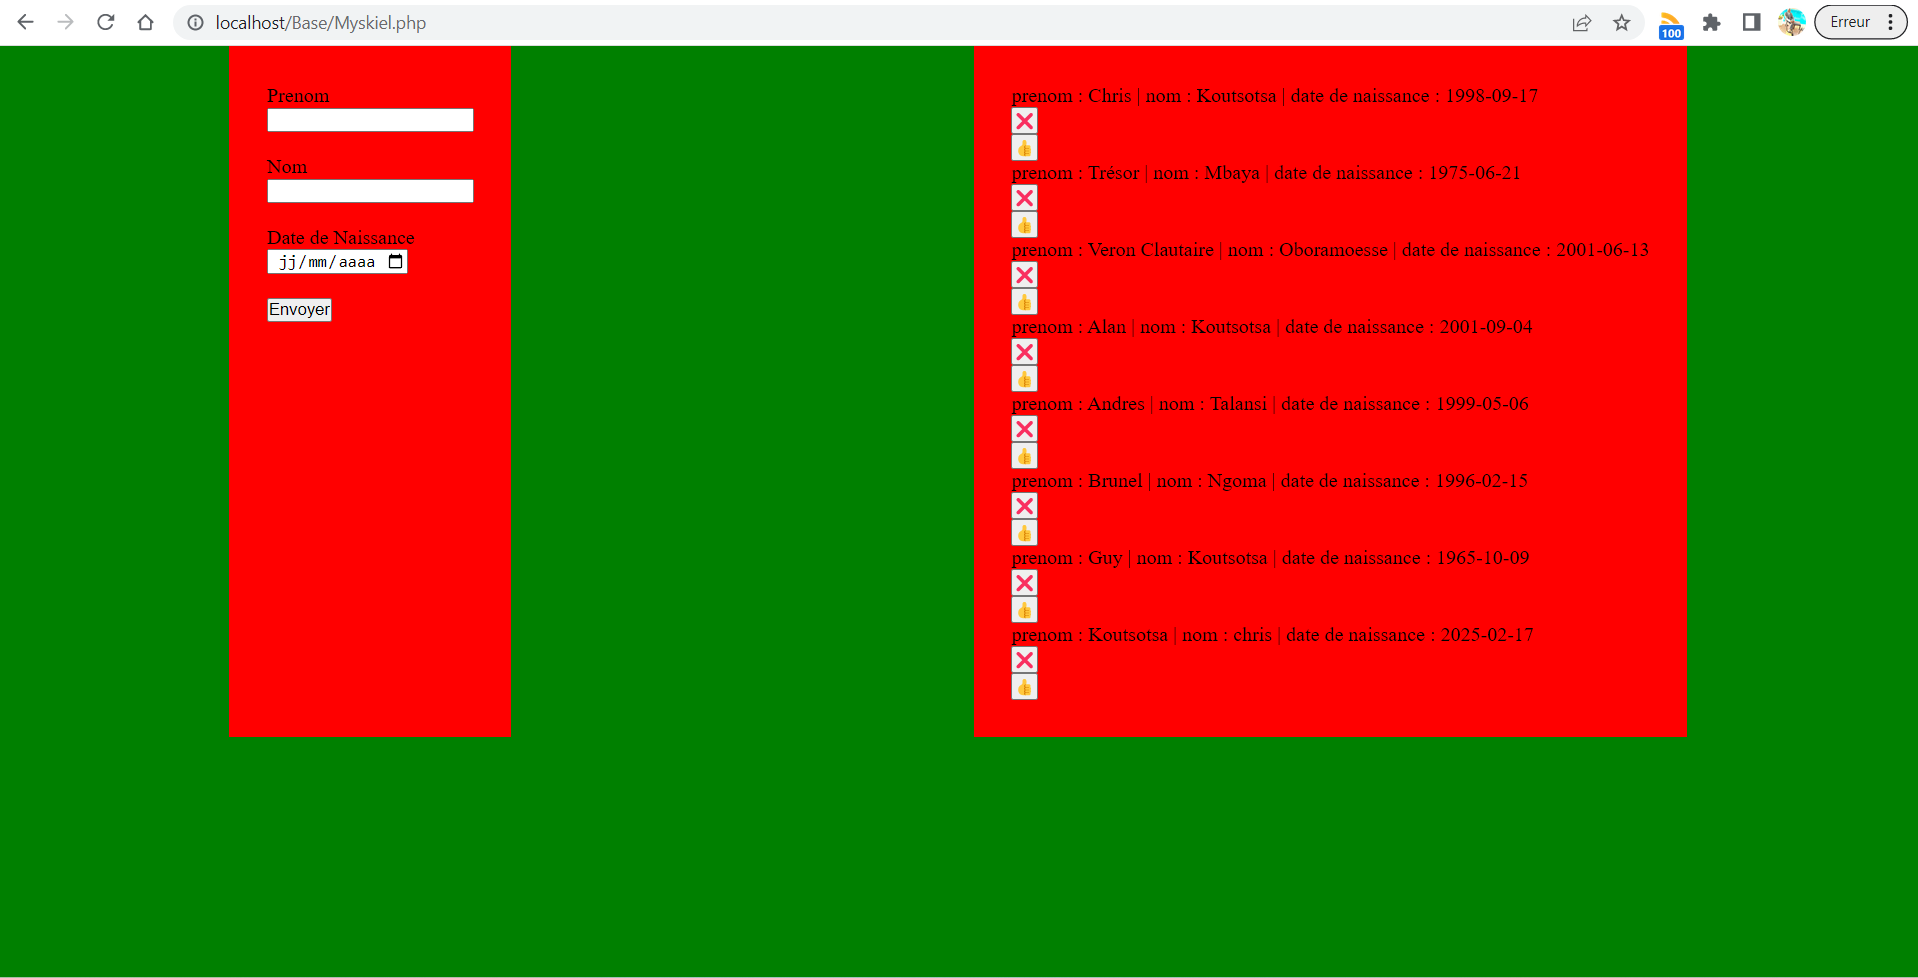 localhost/Base/Myskiel.php
100
Erreur
Prenom
Nom
Date de Naissance
jj/mm/aaaa
Envoyer
prenom : Chris | nom : Koutsotsa | date de naissance : 1998-09-17
prenom : Trésor | nom : Mbaya | date de naissance : 1975-06-21
prenom : Veron Clautaire | nom : Oboramoesse | date de naissance : 2001-06-13
prenom : Alan | nom : Koutsotsa | date de naissance : 2001-09-04
prenom : Andres | nom : Talansi | date de naissance : 1999-05-06
prenom : Brunel | nom : Ngoma | date de naissance : 1996-02-15
prenom : Guy | nom : Koutsotsa | date de naissance : 1965-10-09
prenom : Koutsotsa | nom : chris | date de naissance : 2025-02-17